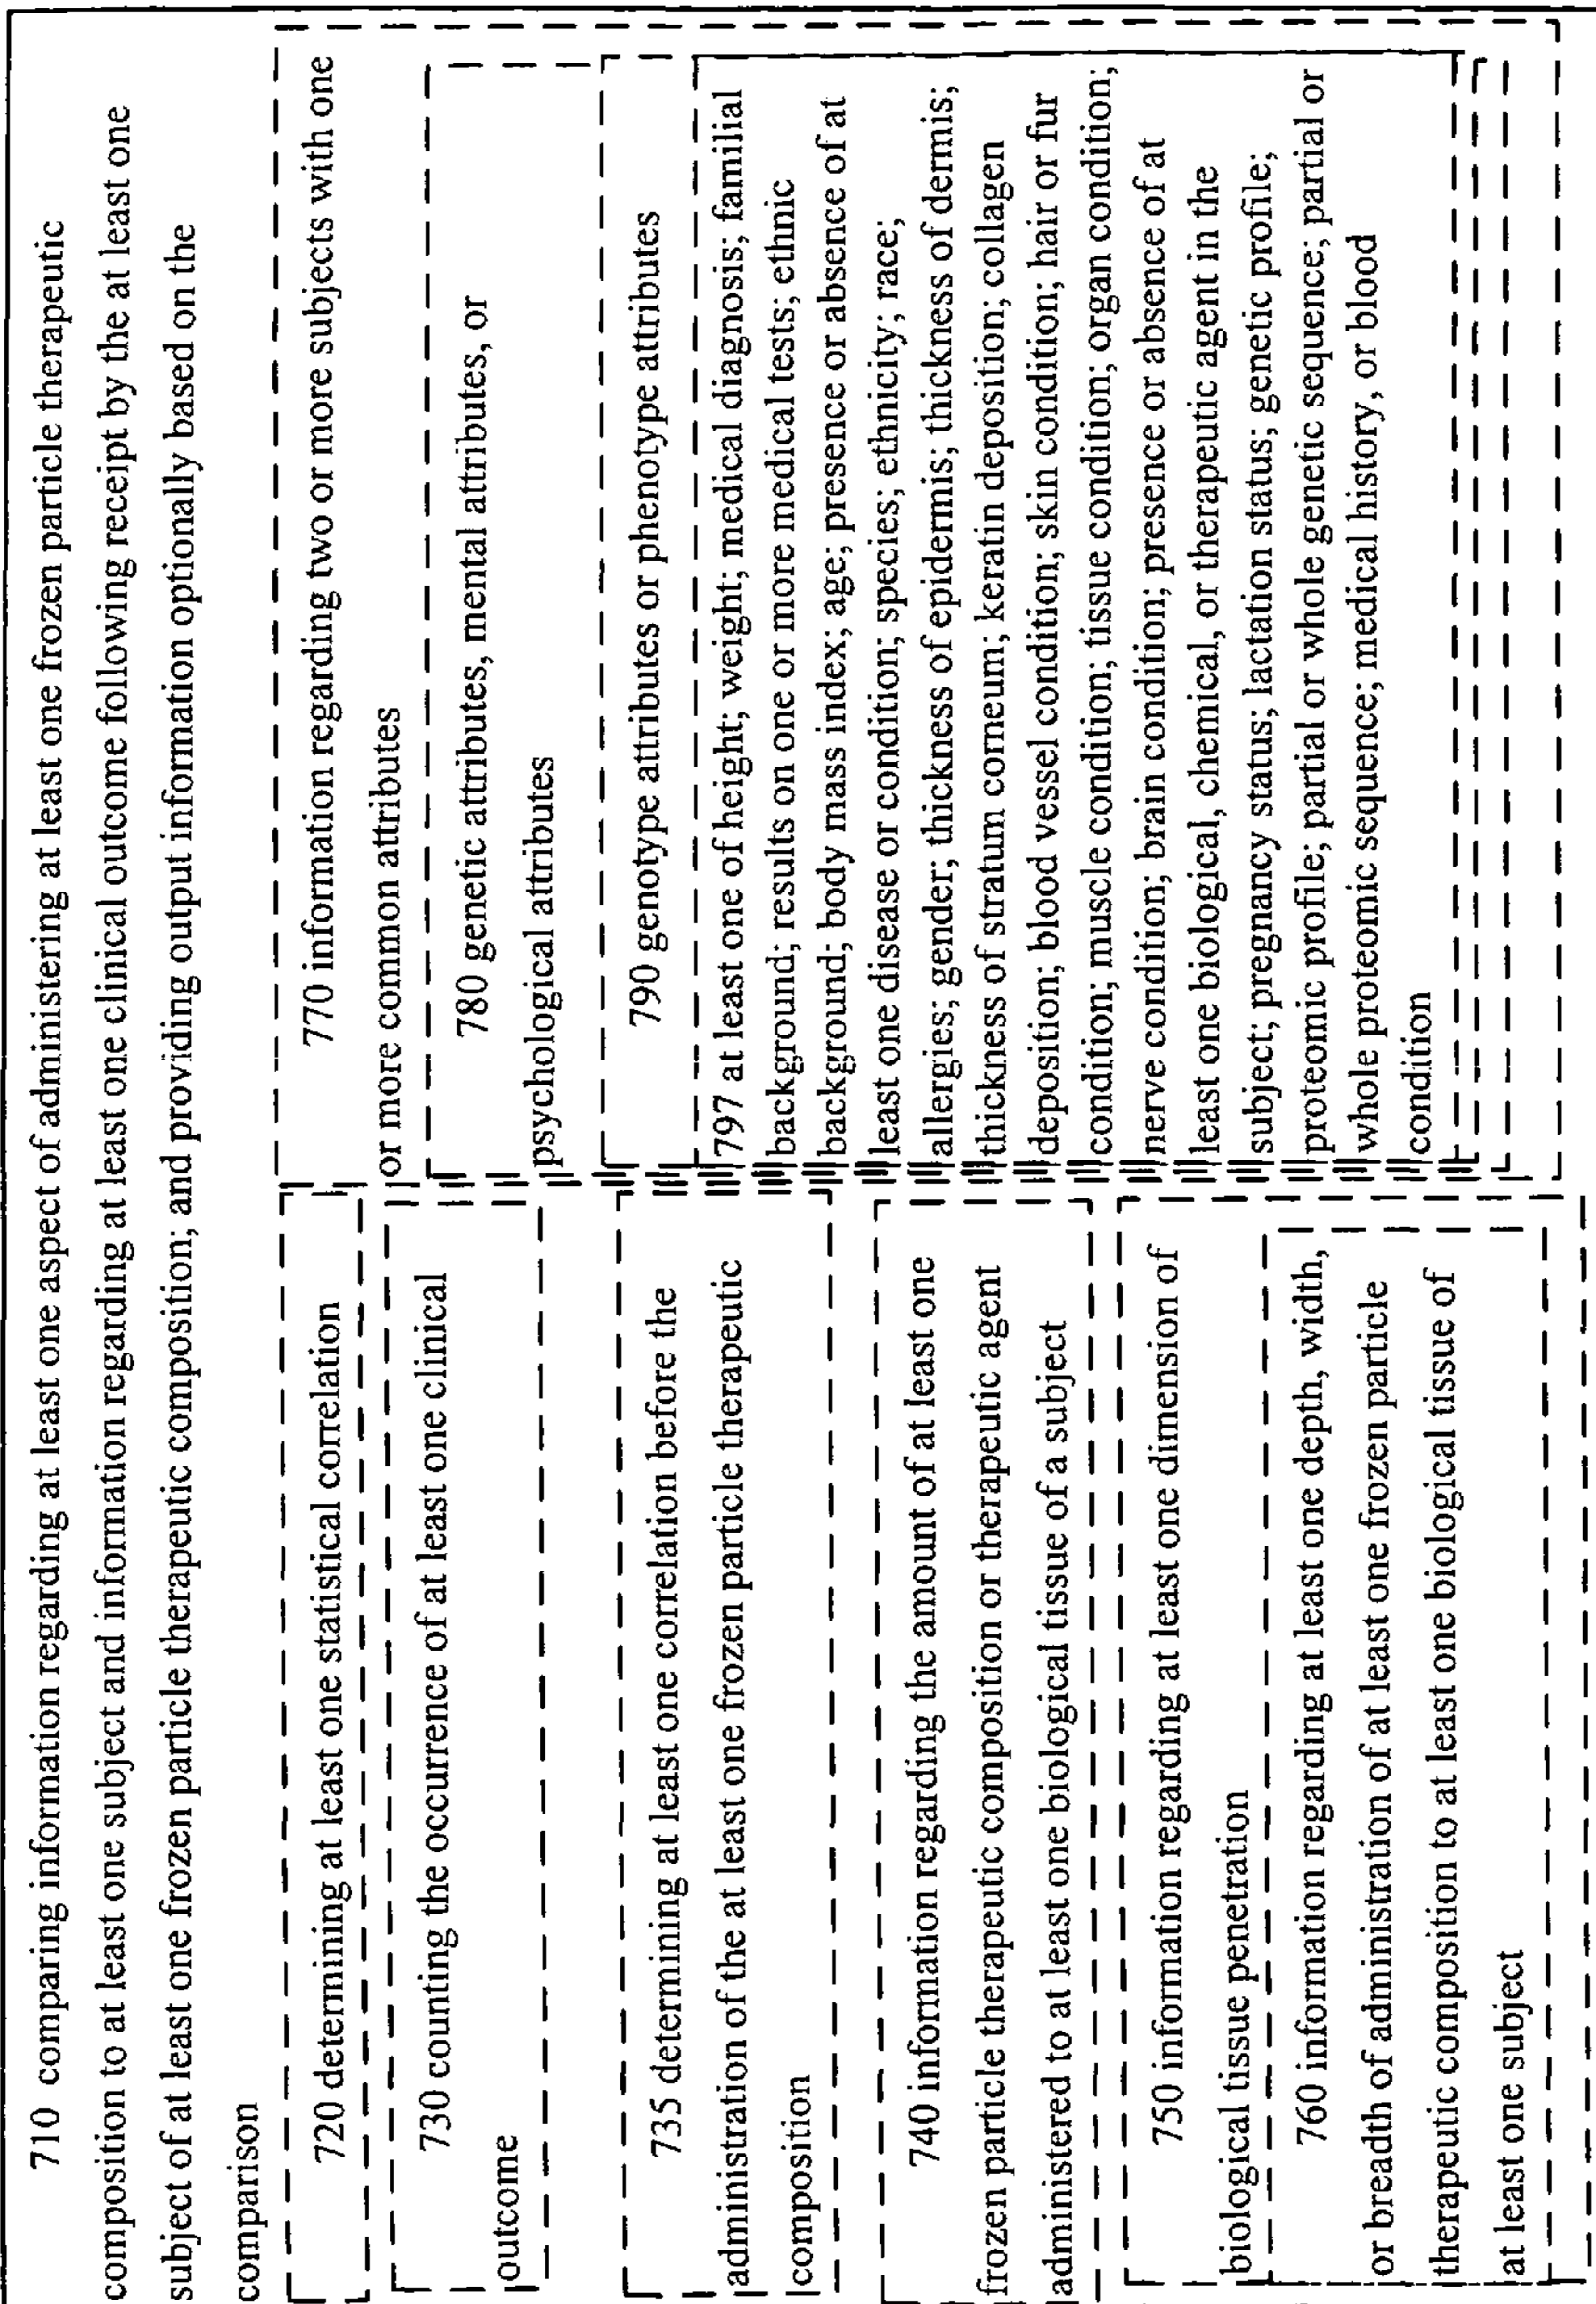 710 comparing information regarding at least one aspect of administering at least one frozen particle therapeutic
composition to at least one subject and information regarding at least one clinical outcome following receipt by the at least one
subject of at least one frozen particle therapeutic composition; and providing output information optionally based on the
comparison
720 determining at least one statistical correlation
730 counting the occurrence of at least one clinical
outcome
735 determining at least one correlation before the
administration of the at least one frozen particle therapeutic
composition
740 information regarding the amount of at least one
frozen particle therapeutic composition or therapeutic agent
administered to at least one biological tissue of a subject
750 information regarding at least one dimension of
biological tissue penetration
760 information regarding at least one depth, width,
or breadth of administration of at least one frozen particle
therapeutic composition to at least one biological tissue of
at least one subject
770 information regarding two or more subjects with one
or more common attributes
780 genetic attributes, mental attributes, or
psychological attributes
790 genotype attributes or phenotype attributes
797 at least one of height; weight; medical diagnosis; familial
background; results on one or more medical tests; ethnic
background; body mass index; age; presence or absence of at
least one disease or condition; species; ethnicity; race;
allergies; gender; thickness of epidermis; thickness of dermis;
thickness of stratum corneum; keratin deposition; collagen
deposition; blood vessel condition; skin condition; hair or fur
condition; muscle condition; tissue condition; organ condition;
nerve condition; brain condition; presence or absence of at
least one biological, chemical, or therapeutic agent in the
subject; pregnancy status; lactation status; genetic profile;
proteomic profile; partial or whole genetic sequence; partial or
whole proteomic sequence; medical history, or blood
condition